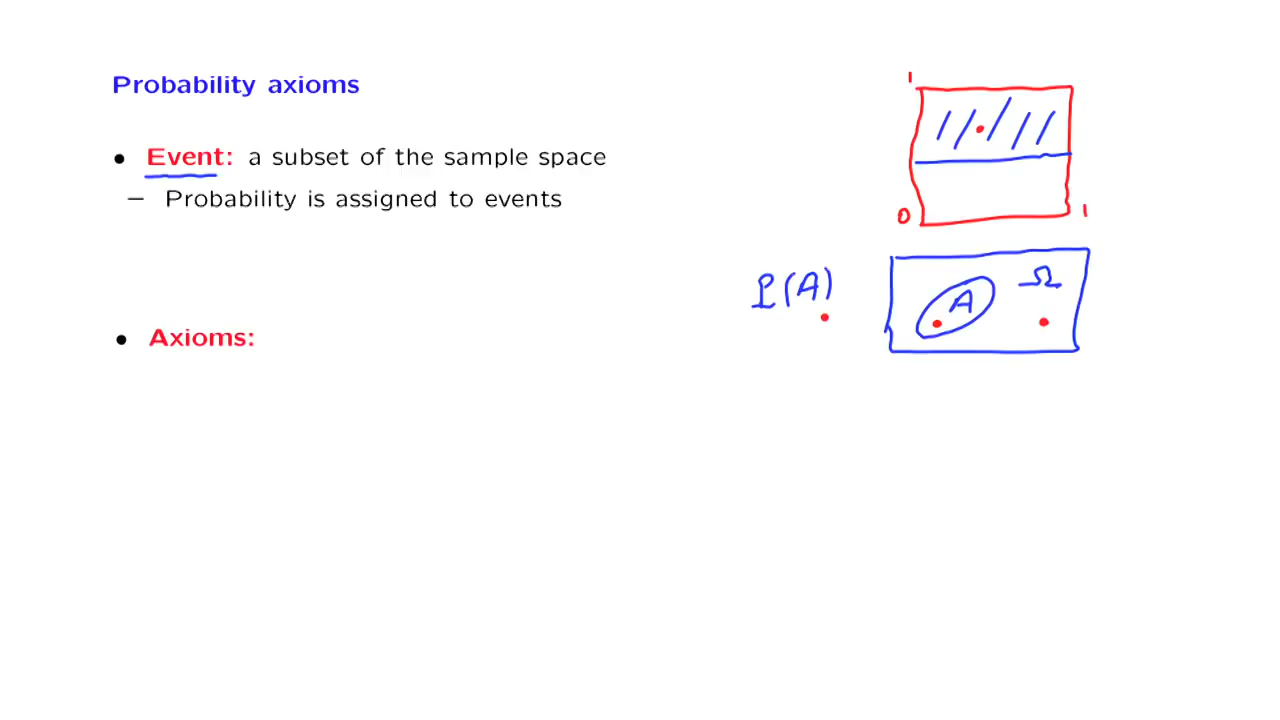 Probability axioms
• Event: a subset of the sample space
– Probability is assigned to events
• Axioms:
1
0 1
P(A)
A Ω